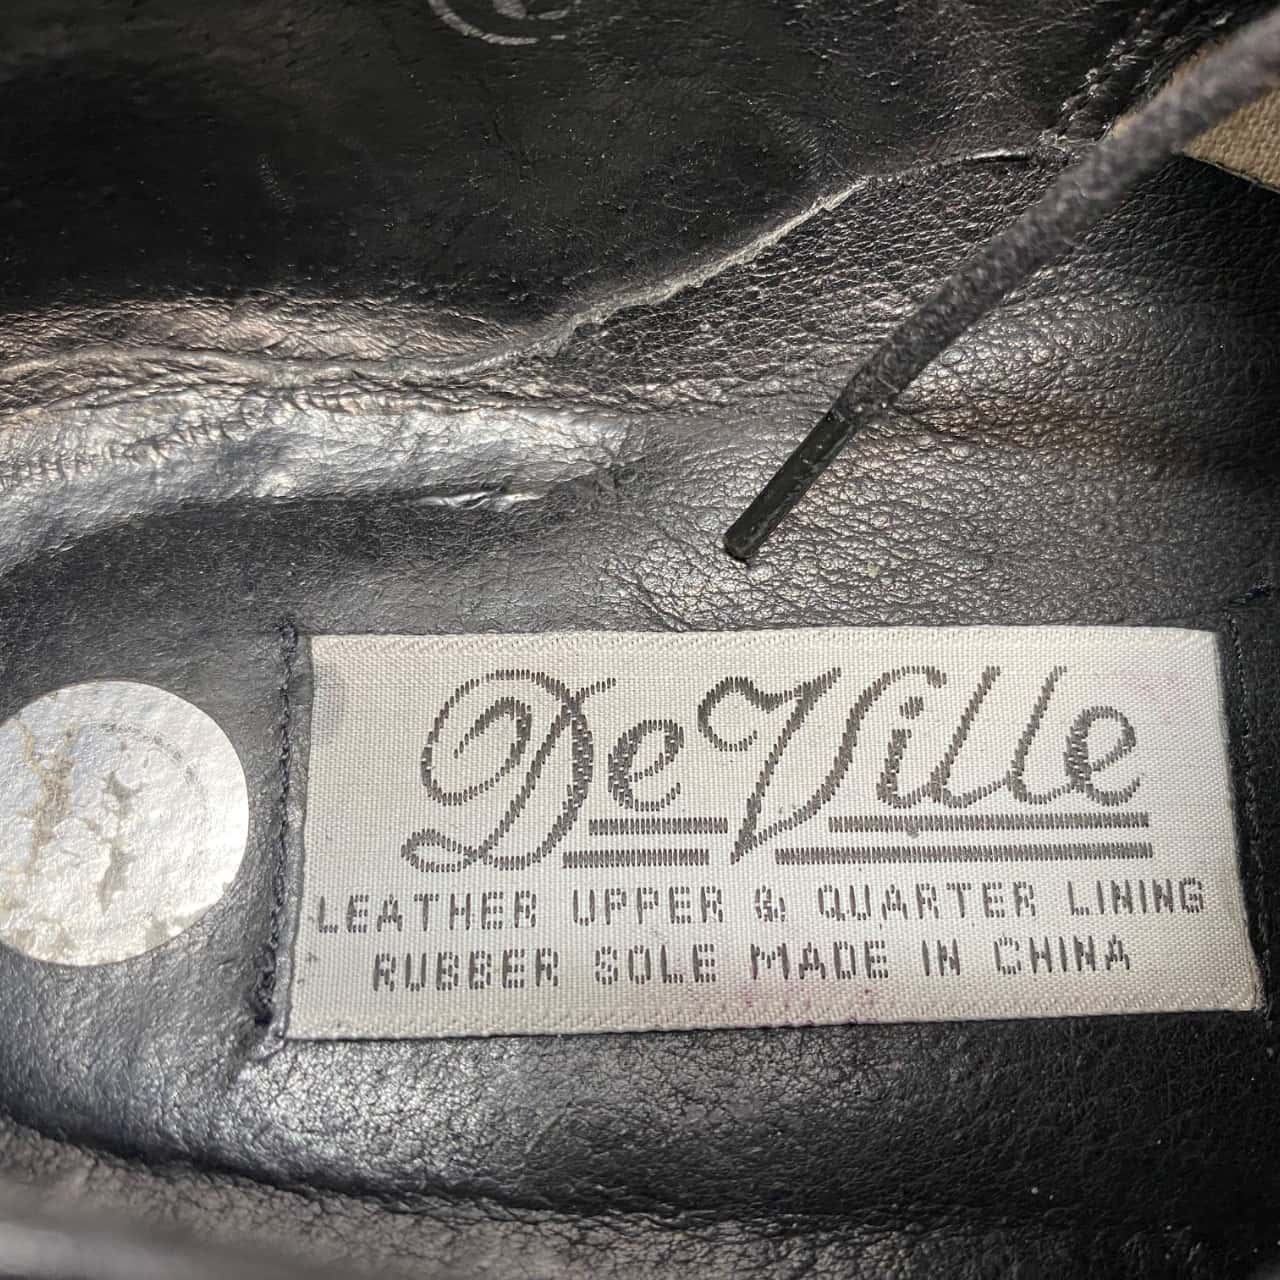 DeVille
LEATHER UPPER & QUARTER LINING
RUBBER SOLE MADE IN CHINA